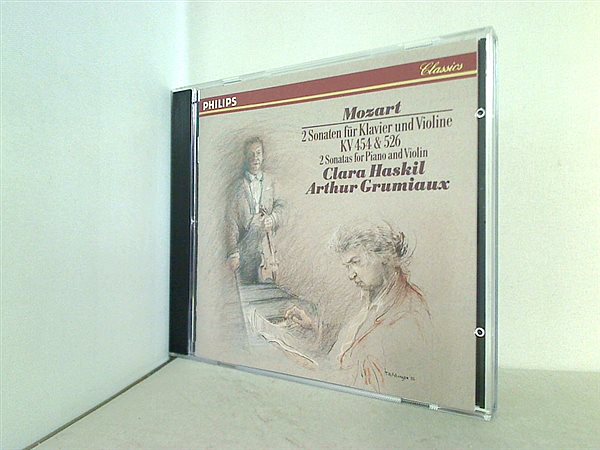 Classics
PHILIPS
Mozart
2 Sonaten für Klavier und Violine
KV 454 & 526
2 Sonatas for Piano and Violin
Clara Haskil
Arthur Grumiaux